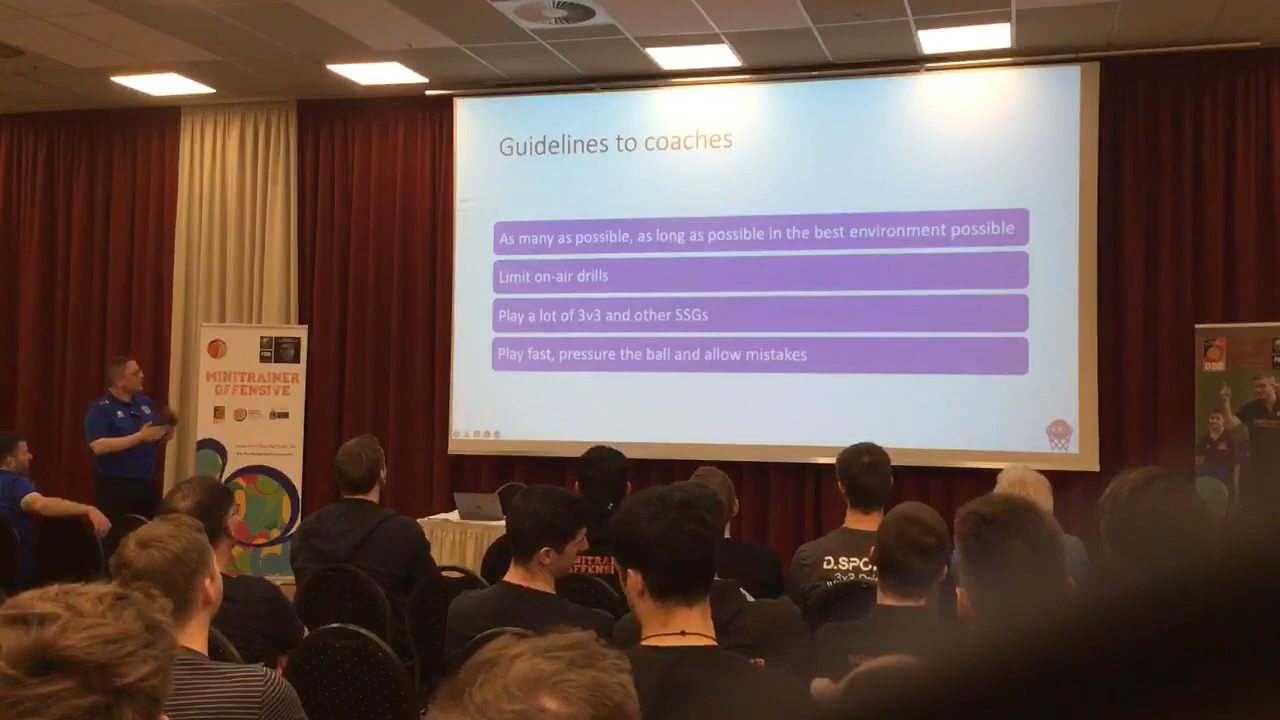 Guidelines to coaches
As many as possible, as long as possible in the best environment possible
Limit on-air drills
Play a lot of 3v3 and other SSGs
Play fast, pressure the ball and allow mistakes
MINITRAINER
OFFENSIVE
D.SPO
3x3
DBB